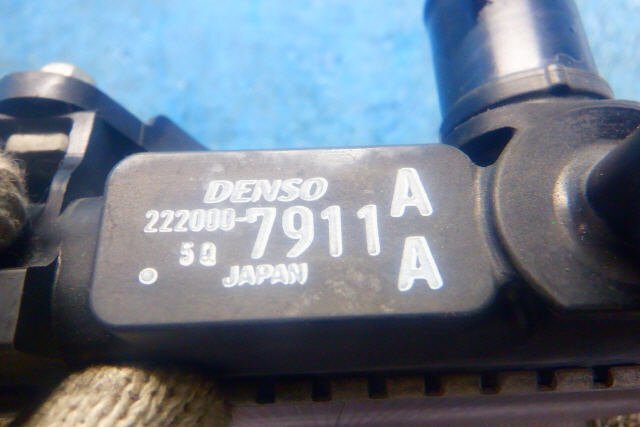 DENSO
222000-7911 A
5Q A
JAPAN